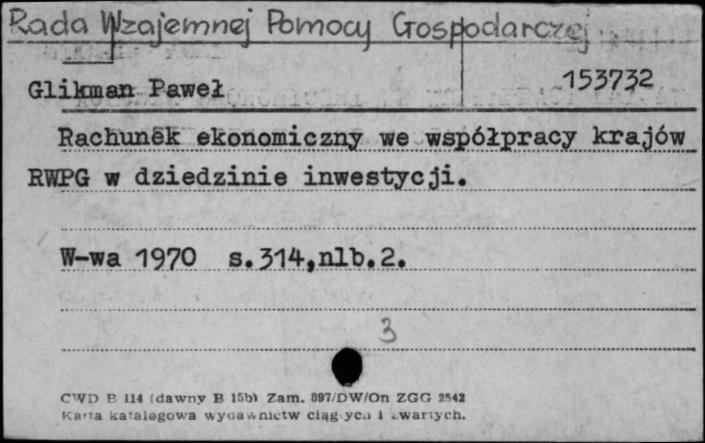 Rada Wzajemnej Pomocy Gospodarczej
Glikman Paweł 153732
Rachunek ekonomiczny we współpracy krajów
RWPG w dziedzinie inwestycji.
W-wa 1970 s.314,nlb.2.
3
CWD B 114 (dawny B 15b) Zam. 897/DW/On ZGG 2542
Karta katalogowa wydawnictw ciągłych i zwartych.